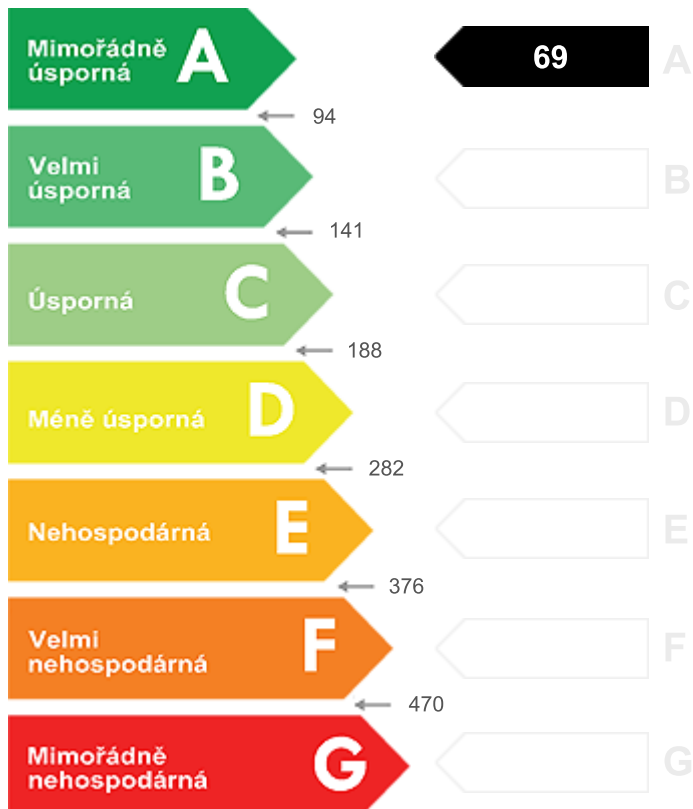 Mimořádně
úsporná
A
69
A
94
Velmi
úsporná
B
B
141
Úsporná
C
C
188
Méně úsporná
D
D
282
Nehospodárná
E
E
376
Velmi
nehospodárná
F
F
470
Mimořádně
nehospodárná
G
G